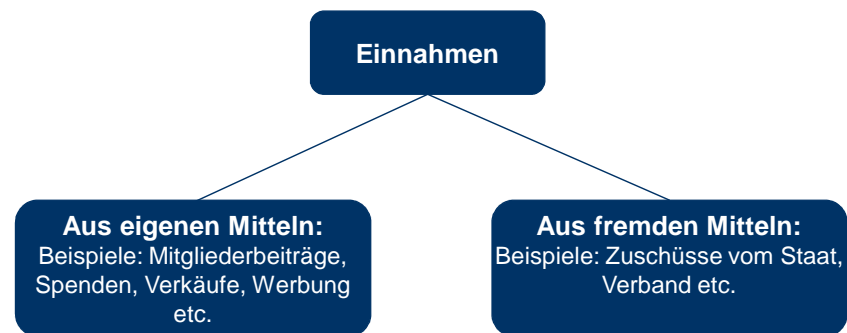 Einnahmen
Aus eigenen Mitteln:
Beispiele: Mitgliederbeiträge,
Spenden, Verkäufe, Werbung
etc.
Aus fremden Mitteln:
Beispiele: Zuschüsse vom Staat,
Verband etc.